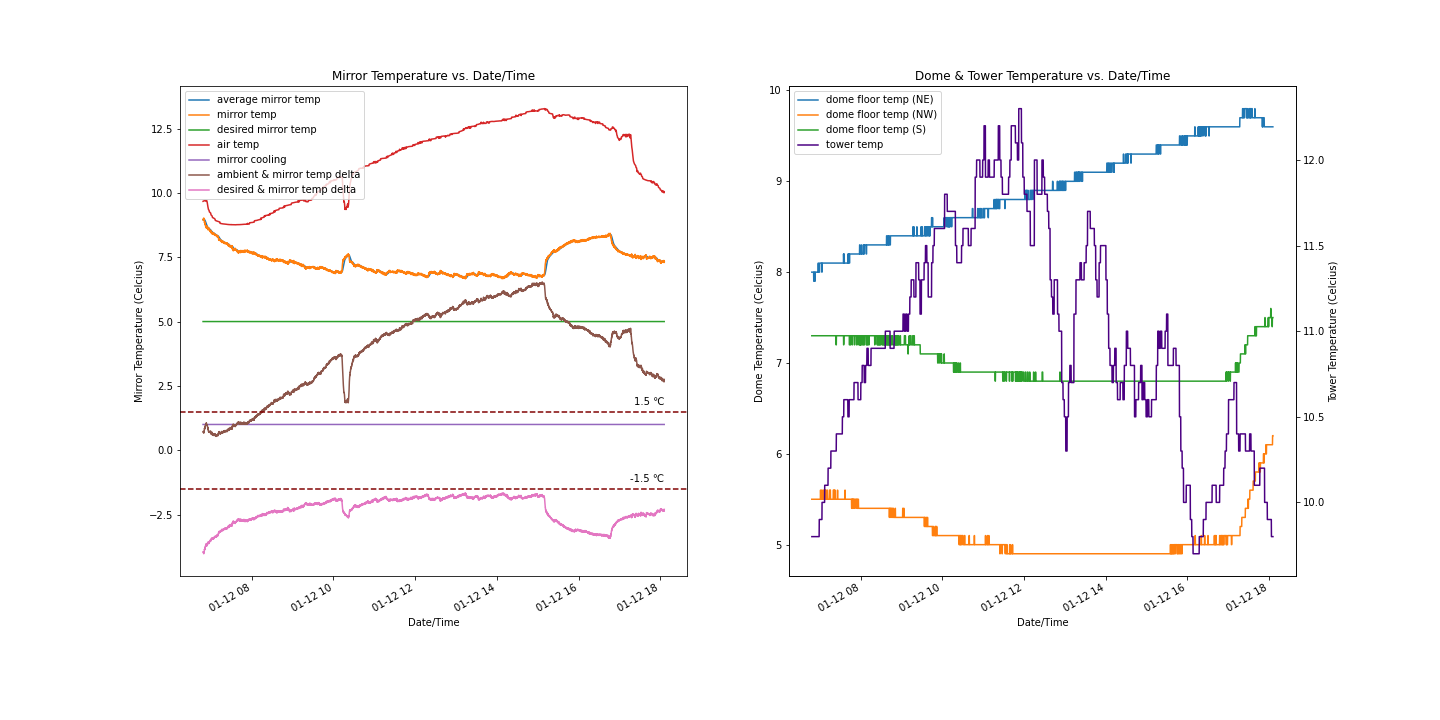 Mirror Temperature vs. Date/Time
average mirror temp
mirror temp
desired mirror temp
air temp
mirror cooling
ambient & mirror temp delta
desired & mirror temp delta
12.5
10.0
7.5
5.0
2.5
0.0
−2.5
Mirror Temperature (Celcius)
1.5 °C
-1.5 °C
01-12 08
01-12 10
01-12 12
01-12 14
01-12 16
01-12 18
Date/Time
Dome & Tower Temperature vs. Date/Time
dome floor temp (NE)
dome floor temp (NW)
dome floor temp (S)
tower temp
10
9
8
7
6
5
Dome Temperature (Celcius)
12.0
11.5
11.0
10.5
10.0
Tower Temperature (Celcius)
01-12 08
01-12 10
01-12 12
01-12 14
01-12 16
01-12 18
Date/Time